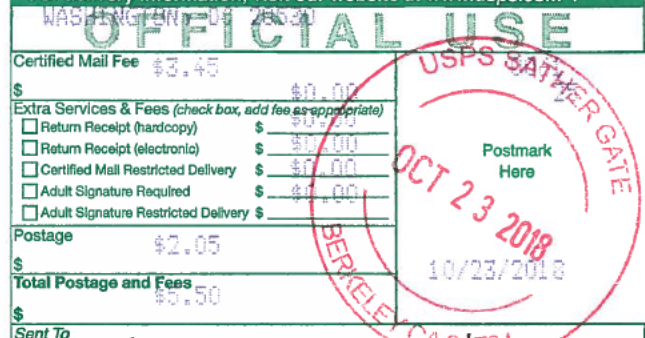 WASHINGTON, DC 20530
OFFICIAL USE
Certified Mail Fee $3.45
$
$0.00
Extra Services & Fees (check box, add fee as appropriate)
Return Receipt (hardcopy) $ $0.00
Return Receipt (electronic) $ $0.00
Certified Mail Restricted Delivery $ $0.00
Adult Signature Required $ $0.00
Adult Signature Restricted Delivery $
Postage $2.05
$
Total Postage and Fees $5.50
$
Sent To
USPS SATHER GATE
Postmark
Here
OCT 23 2018
10/23/2018
BERKELEY CA